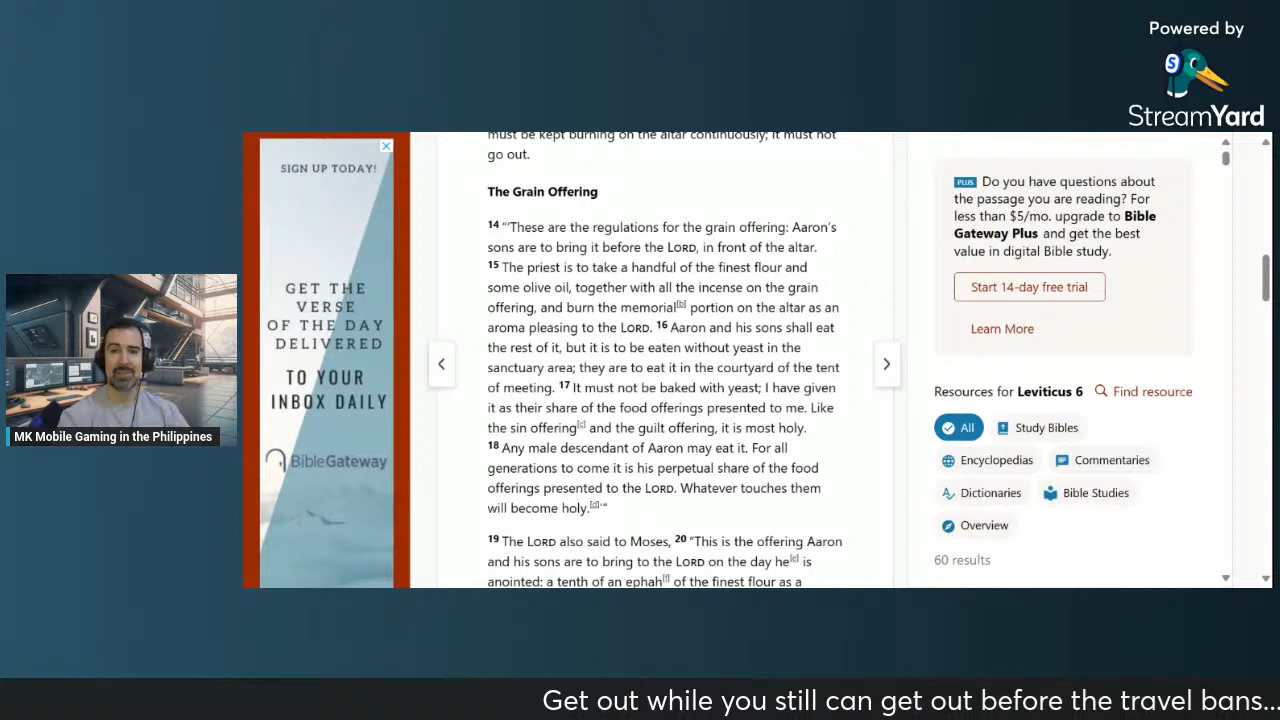 Powered by
StreamYard
must be kept burning on the altar continuously; it must not
go out.
The Grain Offering
14 “‘These are the regulations for the grain offering: Aaron’s
sons are to bring it before the LORD, in front of the altar.
15 The priest is to take a handful of the finest flour and
some olive oil, together with all the incense on the grain
offering, and burn the memorial[b] portion on the altar as an
aroma pleasing to the LORD. 16 Aaron and his sons shall eat
the rest of it, but it is to be eaten without yeast in the
sanctuary area; they are to eat it in the courtyard of the tent
of meeting. 17 It must not be baked with yeast; I have given
it as their share of the food offerings presented to me. Like
the sin offering[c] and the guilt offering, it is most holy.
18 Any male descendant of Aaron may eat it. For all
generations to come it is his perpetual share of the food
offerings presented to the LORD. Whatever touches them
will become holy.[d]’”
19 The LORD also said to Moses, 20 “This is the offering Aaron
and his sons are to bring to the LORD on the day he[e] is
anointed: a tenth of an ephah[f] of the finest flour as a
SIGN UP TODAY!
GET THE
VERSE
OF THE DAY
DELIVERED
TO YOUR
INBOX DAILY
BibleGateway
PLUS Do you have questions about
the passage you are reading? For
less than $5/mo. upgrade to Bible
Gateway Plus and get the best
value in digital Bible study.
Start 14-day free trial
Learn More
Resources for Leviticus 6
Find resource
All
Study Bibles
Encyclopedias
Commentaries
Dictionaries
Bible Studies
Overview
60 results
MK Mobile Gaming in the Philippines
Get out while you still can get out before the travel bans...